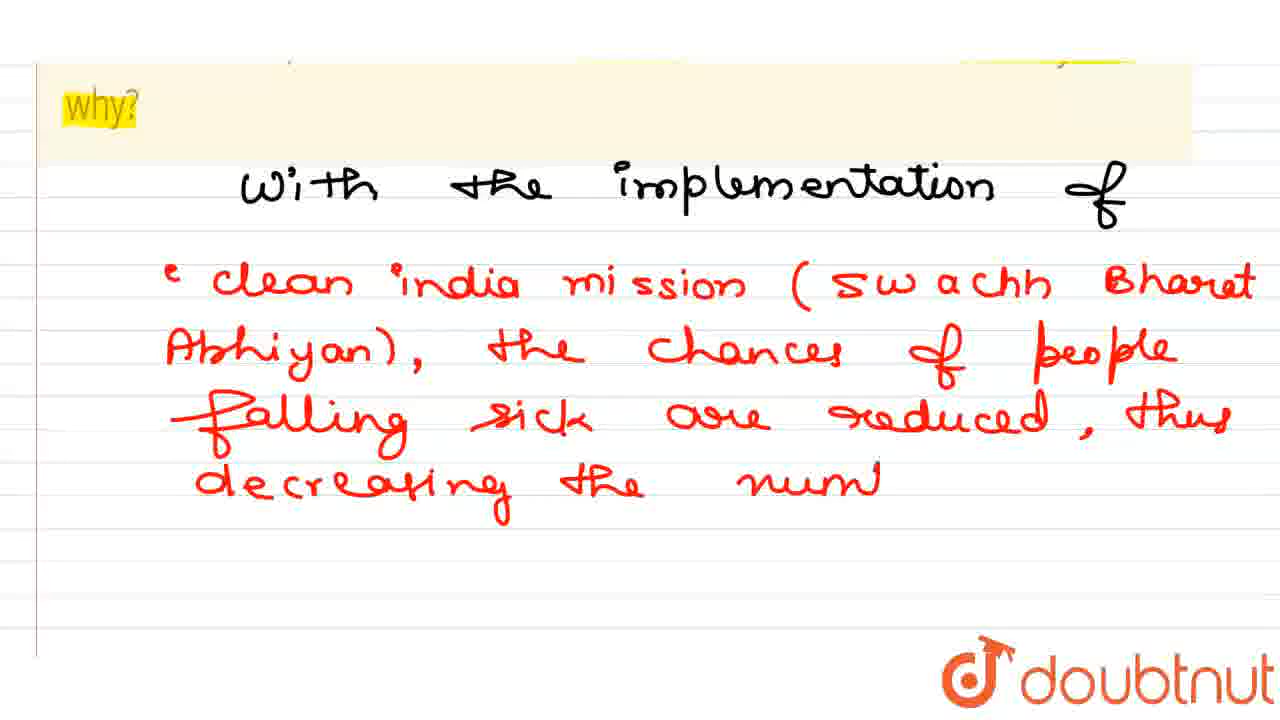 why?
with the implementation of
' clean india mission (swachh Bharat
Abhiyan), the chances of people
falling sick are reduced, thus
decreasing the num
doubtnut